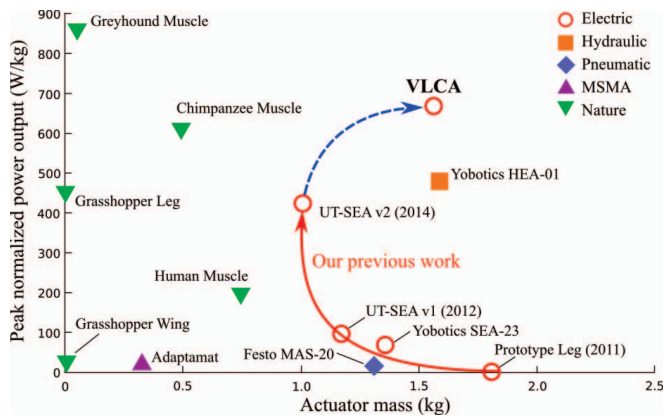 900
800
700
600
500
400
300
200
100
0
Peak normalized power output (W/kg)
Greyhound Muscle
Chimpanzee Muscle
Grasshopper Leg
Human Muscle
Grasshopper Wing
Adaptamat
VLCA
Yobotics HEA-01
UT-SEA v2 (2014)
Our previous work
UT-SEA v1 (2012)
Yobotics SEA-23
Festo MAS-20
Prototype Leg (2011)
Electric
Hydraulic
Pneumatic
MSMA
Nature
0 0.5 1.0 1.5 2.0 2.5
Actuator mass (kg)